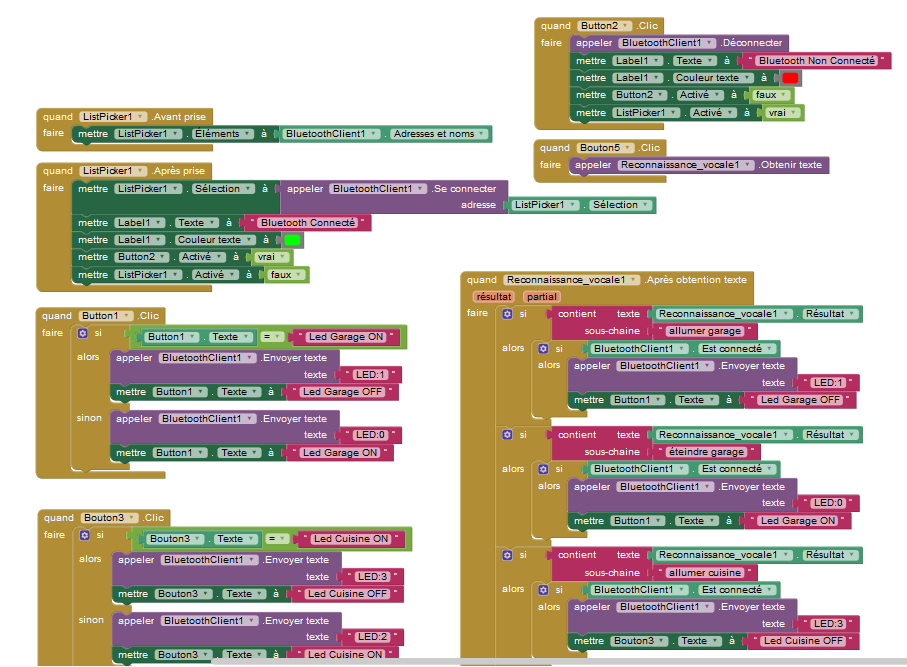 quand Button2 .Clic
faire appeler BluetoothClient1 .Déconnecter
mettre Label1 . Texte à " Bluetooth Non Connecté "
mettre Label1 . Couleur texte à
mettre Button2 . Activé à faux
mettre ListPicker1 . Activé à vrai
quand ListPicker1 .Avant prise
faire mettre ListPicker1 . Éléments à BluetoothClient1 . Adresses et noms
quand Bouton5 .Clic
faire appeler Reconnaissance_vocale1 .Obtenir texte
quand ListPicker1 .Après prise
faire mettre ListPicker1 . Sélection à appeler BluetoothClient1 .Se connecter
adresse ListPicker1 . Sélection
mettre Label1 . Texte à " Bluetooth Connecté "
mettre Label1 . Couleur texte à
mettre Button2 . Activé à vrai
mettre ListPicker1 . Activé à faux
quand Button1 .Clic
faire si Button1 . Texte = " Led Garage ON "
alors appeler BluetoothClient1 .Envoyer texte
texte " LED:1 "
mettre Button1 . Texte à " Led Garage OFF "
sinon appeler BluetoothClient1 .Envoyer texte
texte " LED:0 "
mettre Button1 . Texte à " Led Garage ON "
quand Bouton3 .Clic
faire si Bouton3 . Texte = " Led Cuisine ON "
alors appeler BluetoothClient1 .Envoyer texte
texte " LED:3 "
mettre Bouton3 . Texte à " Led Cuisine OFF "
sinon appeler BluetoothClient1 .Envoyer texte
texte " LED:2 "
mettre Bouton3 . Texte à " Led Cuisine ON "
quand Reconnaissance_vocale1 .Après obtention texte
résultat partial
faire si contient texte Reconnaissance_vocale1 . Résultat
sous-chaine " allumer garage "
alors si BluetoothClient1 . Est connecté
alors appeler BluetoothClient1 .Envoyer texte
texte " LED:1 "
mettre Button1 . Texte à " Led Garage OFF "
si contient texte Reconnaissance_vocale1 . Résultat
sous-chaine " éteindre garage "
alors si BluetoothClient1 . Est connecté
alors appeler BluetoothClient1 .Envoyer texte
texte " LED:0 "
mettre Button1 . Texte à " Led Garage ON "
si contient texte Reconnaissance_vocale1 . Résultat
sous-chaine " allumer cuisine "
alors si BluetoothClient1 . Est connecté
alors appeler BluetoothClient1 .Envoyer texte
texte " LED:3 "
mettre Bouton3 . Texte à " Led Cuisine OFF "